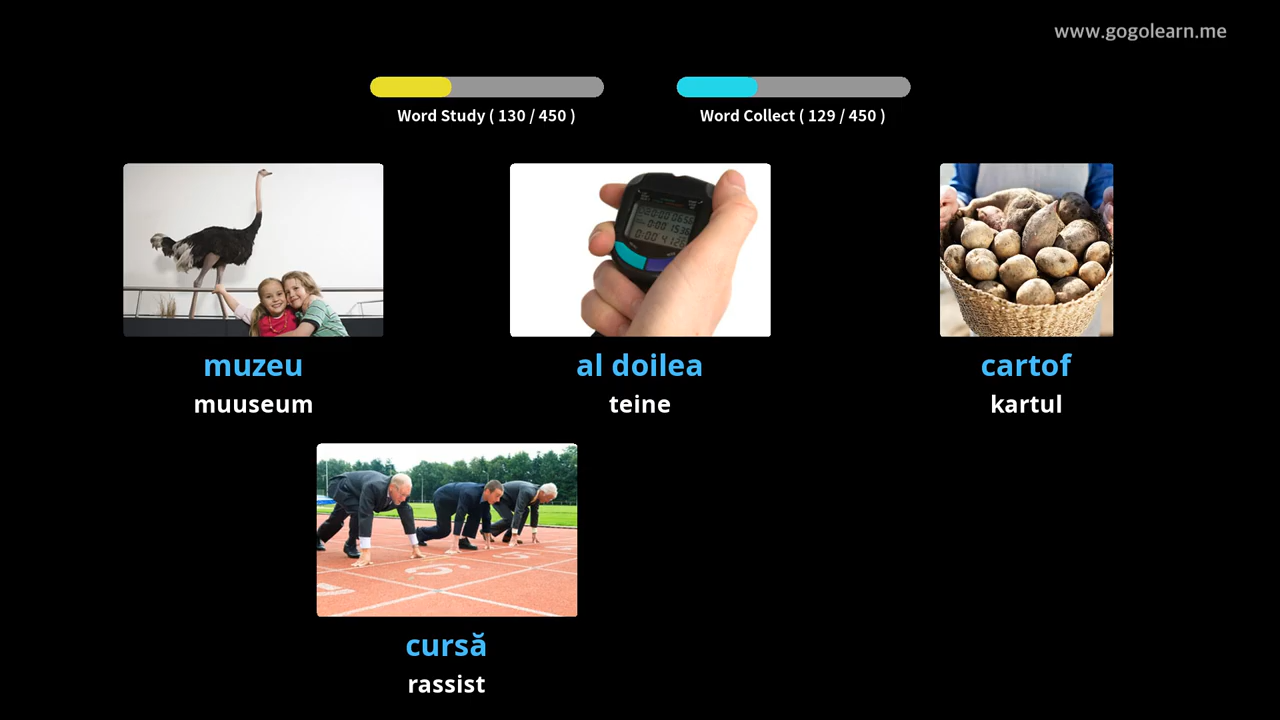 www.gogolearn.me
Word Study ( 130 / 450 )
Word Collect ( 129 / 450 )
muzeu
muuseum
al doilea
teine
cartof
kartul
cursă
rassist